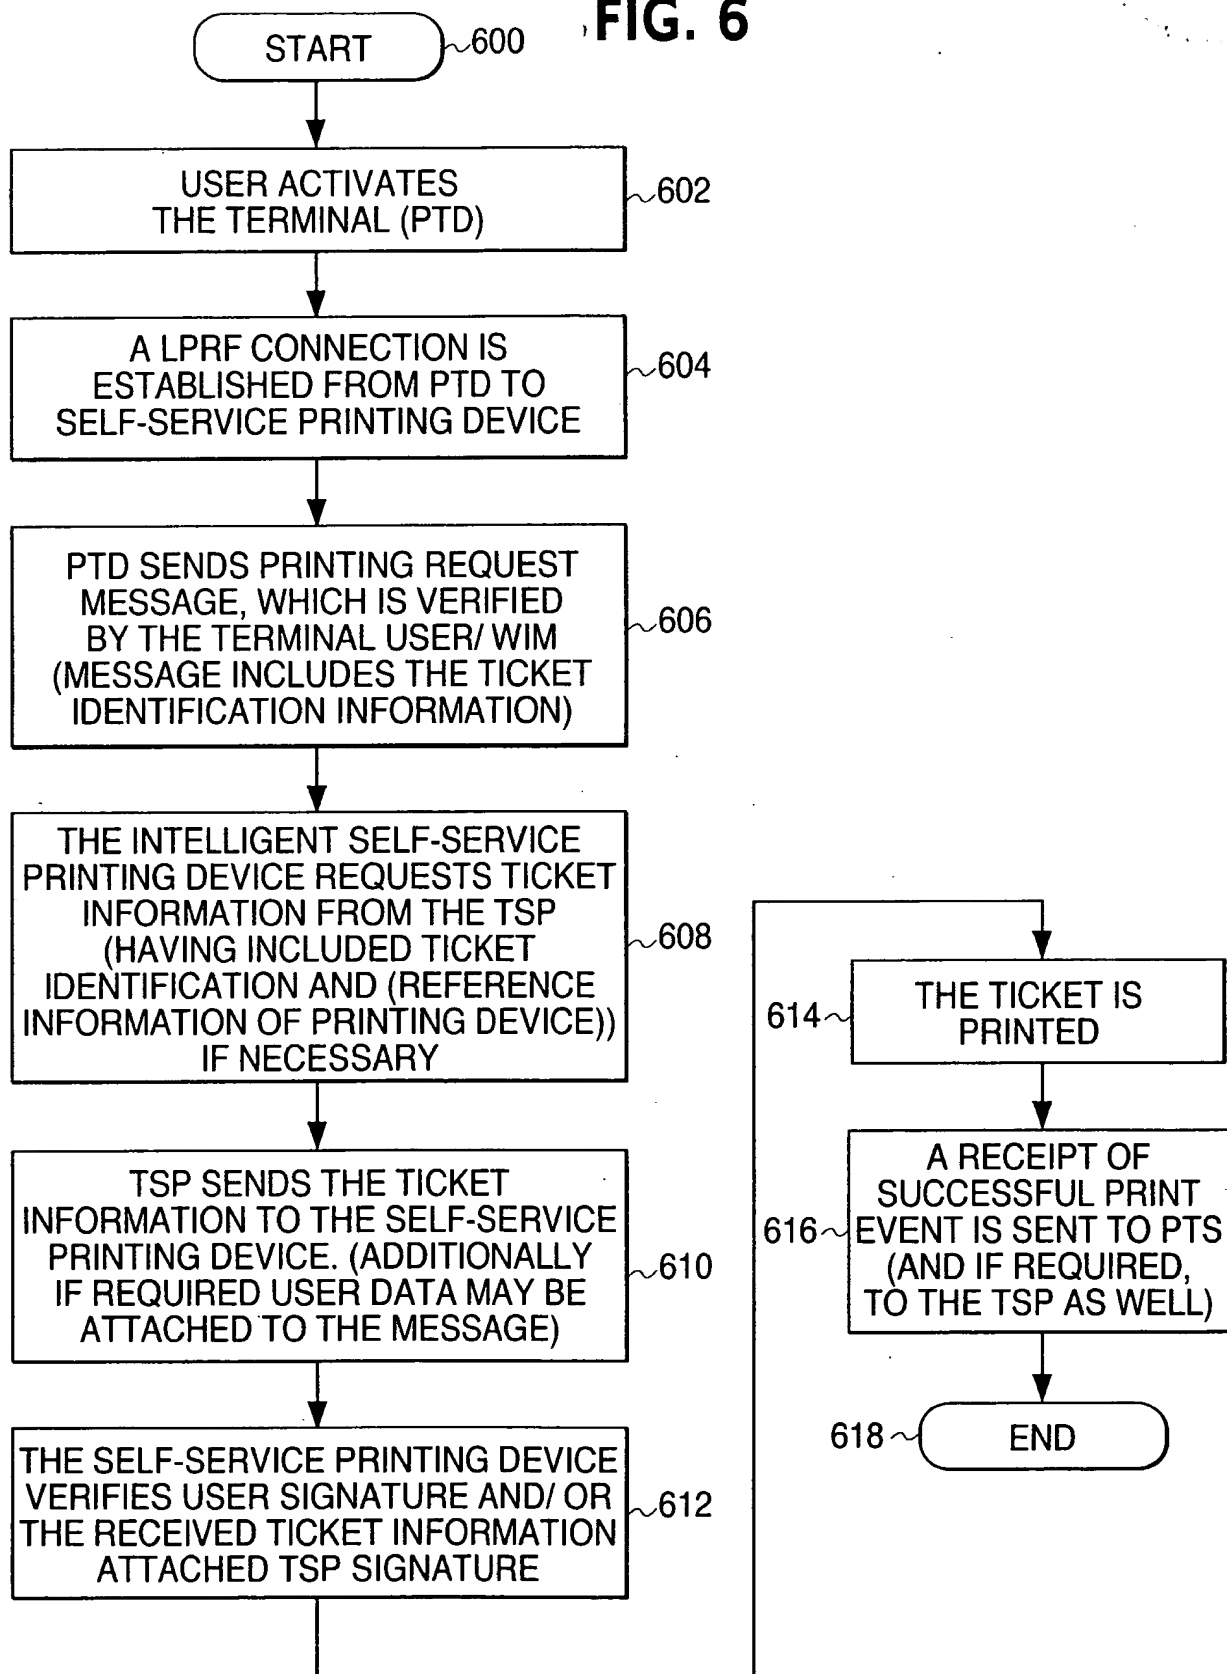 FIG. 6
START
600
USER ACTIVATES
THE TERMINAL (PTD)
602
A LPRF CONNECTION IS
ESTABLISHED FROM PTD TO
SELF-SERVICE PRINTING DEVICE
604
PTD SENDS PRINTING REQUEST
MESSAGE, WHICH IS VERIFIED
BY THE TERMINAL USER/ WIM
(MESSAGE INCLUDES THE TICKET
IDENTIFICATION INFORMATION)
606
THE INTELLIGENT SELF-SERVICE
PRINTING DEVICE REQUESTS TICKET
INFORMATION FROM THE TSP
(HAVING INCLUDED TICKET
IDENTIFICATION AND (REFERENCE
INFORMATION OF PRINTING DEVICE))
IF NECESSARY
608
TSP SENDS THE TICKET
INFORMATION TO THE SELF-SERVICE
PRINTING DEVICE. (ADDITIONALLY
IF REQUIRED USER DATA MAY BE
ATTACHED TO THE MESSAGE)
610
THE SELF-SERVICE PRINTING DEVICE
VERIFIES USER SIGNATURE AND/ OR
THE RECEIVED TICKET INFORMATION
ATTACHED TSP SIGNATURE
612
THE TICKET IS
PRINTED
614
A RECEIPT OF
SUCCESSFUL PRINT
EVENT IS SENT TO PTS
(AND IF REQUIRED,
TO THE TSP AS WELL)
616
END
618